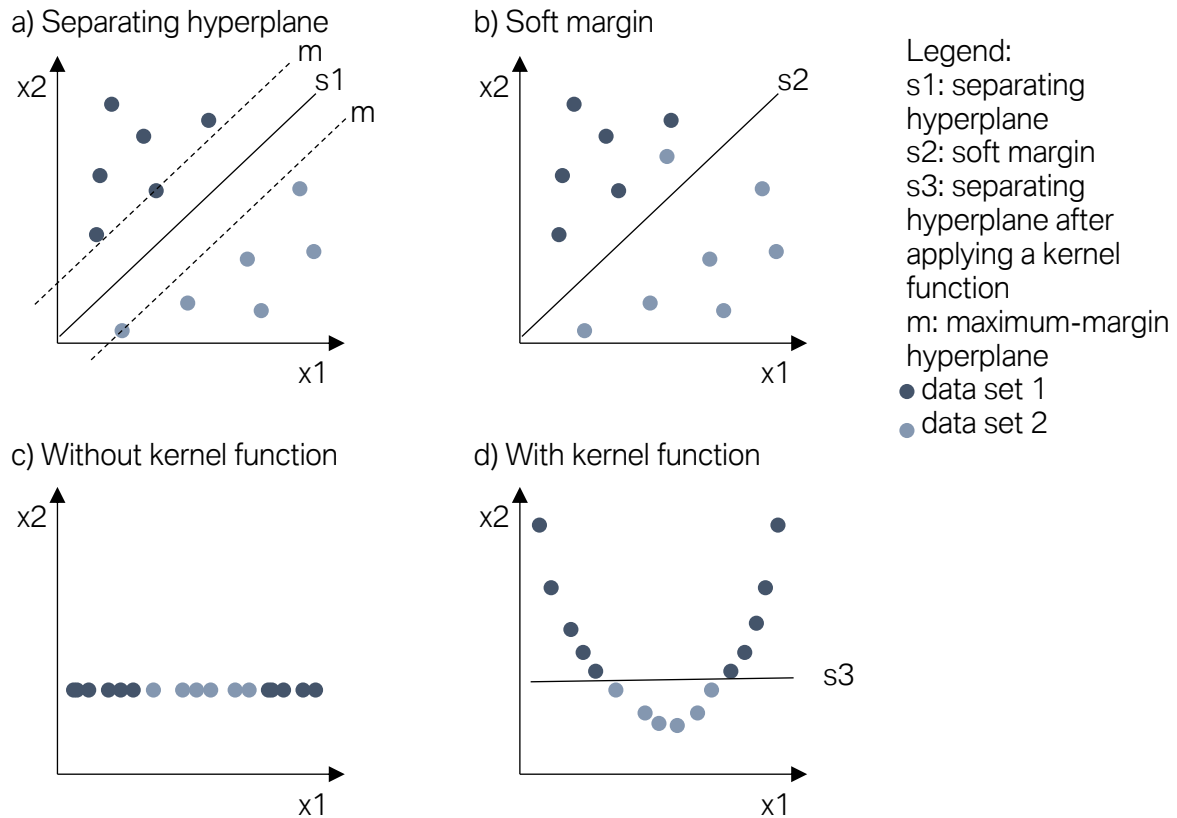 a) Separating hyperplane
m
s1
m
x2
x1
b) Soft margin
s2
x2
x1
Legend:
s1: separating
hyperplane
s2: soft margin
s3: separating
hyperplane after
applying a kernel
function
m: maximum-margin
hyperplane
data set 1
data set 2
c) Without kernel function
x2
x1
d) With kernel function
x2
s3
x1